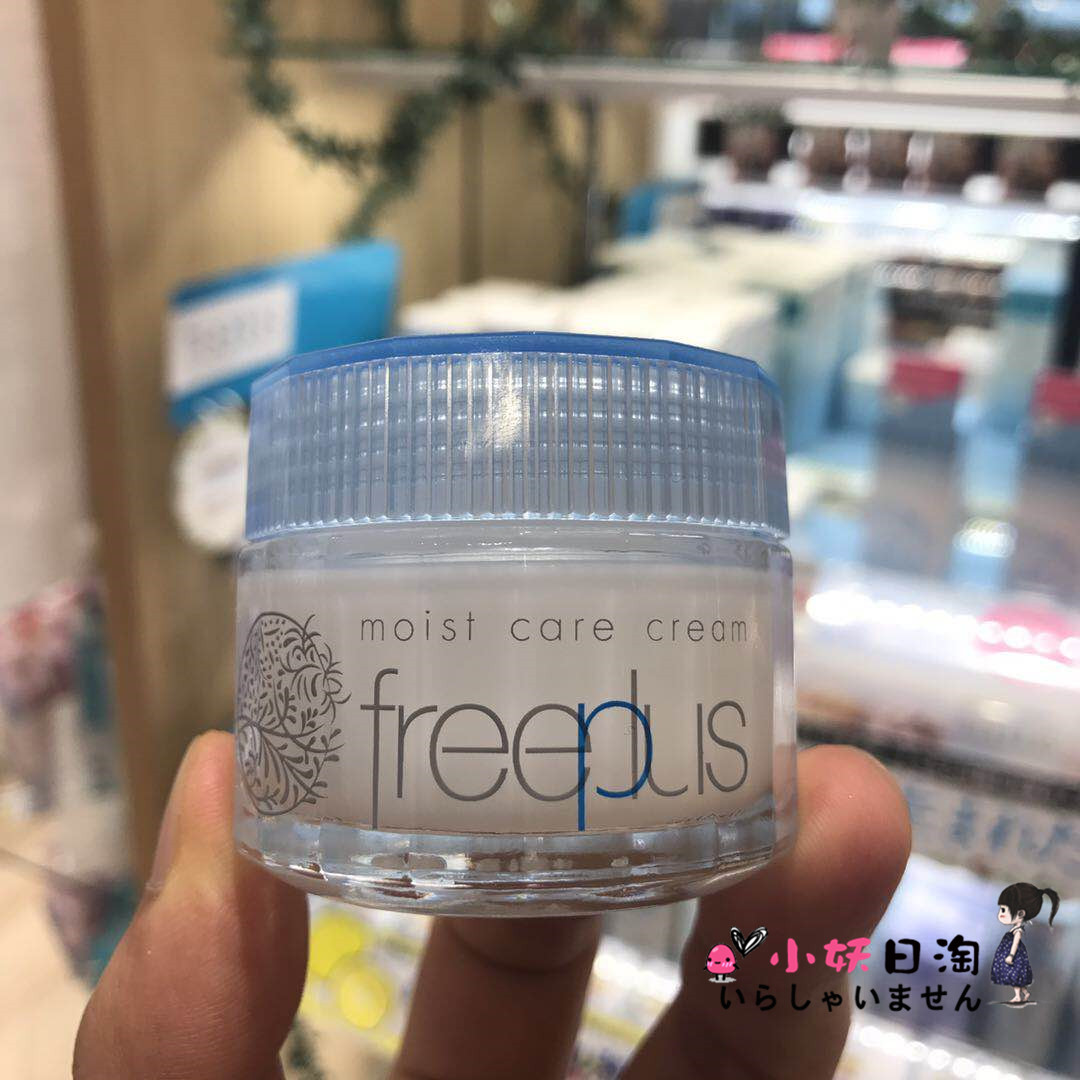 moist care cream
freeplus
小妖日淘
いらしゃいません